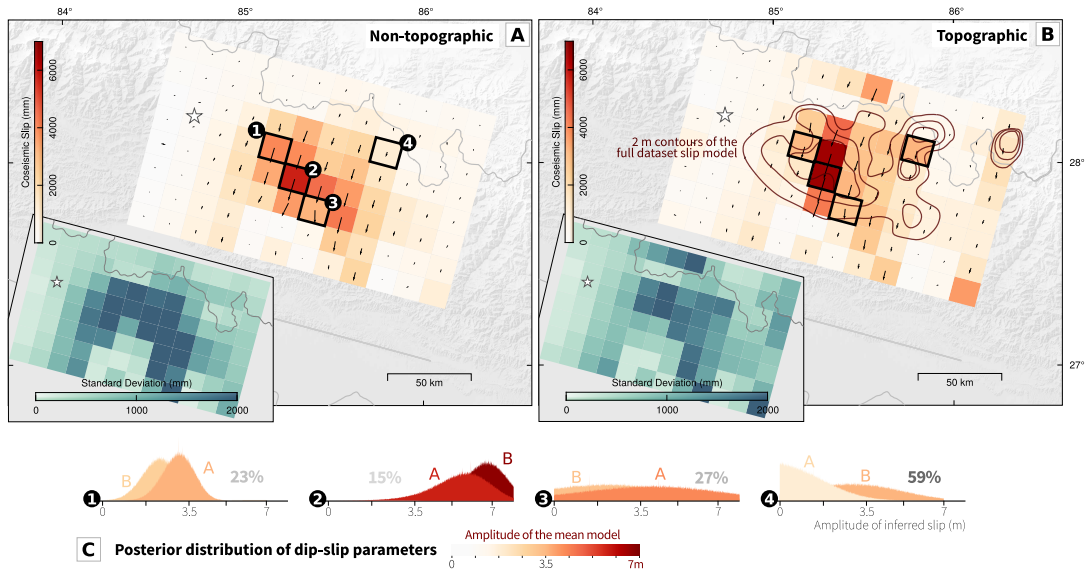 84°
85°
86°
84°
85°
86°
Non-topographic
A
Topographic
B
Coseismic Slip (mm)
0
2000
4000
6000
1
2
3
4
Coseismic Slip (mm)
0
2000
4000
6000
2 m contours of the
full dataset slip model
28°
27°
Standard Deviation (mm)
0
1000
2000
50 km
Standard Deviation (mm)
0
1000
2000
50 km
1
B
A
23%
0
3.5
7
2
15%
A
B
0
3.5
7
3
B
A
27%
0
3.5
7
4
A
B
59%
0
3.5
7
Amplitude of inferred slip (m)
C
Posterior distribution of dip-slip parameters
Amplitude of the mean model
0
3.5
7m